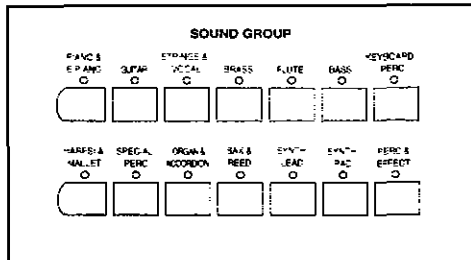 SOUND GROUP
PIANO & E.PIANO
GUITAR
STRINGS & VOCAL
BRASS
FLUTE
BASS
KEYBOARD PERC
HARPSI & MALLET
SPECIAL PERC
ORGAN & ACCORDION
SAX & REED
SYNTH LEAD
SYNTH PAD
PERC & EFFECT